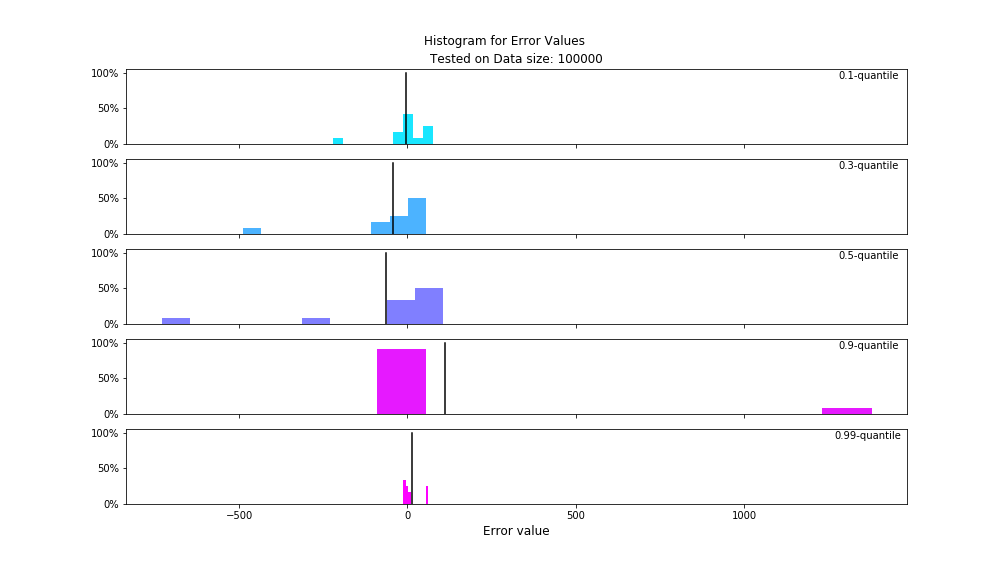 Histogram for Error Values
Tested on Data size: 100000
100%
50%
0%
0.1-quantile
100%
50%
0%
0.3-quantile
100%
50%
0%
0.5-quantile
100%
50%
0%
0.9-quantile
100%
50%
0%
0.99-quantile
−500 0 500 1000
Error value